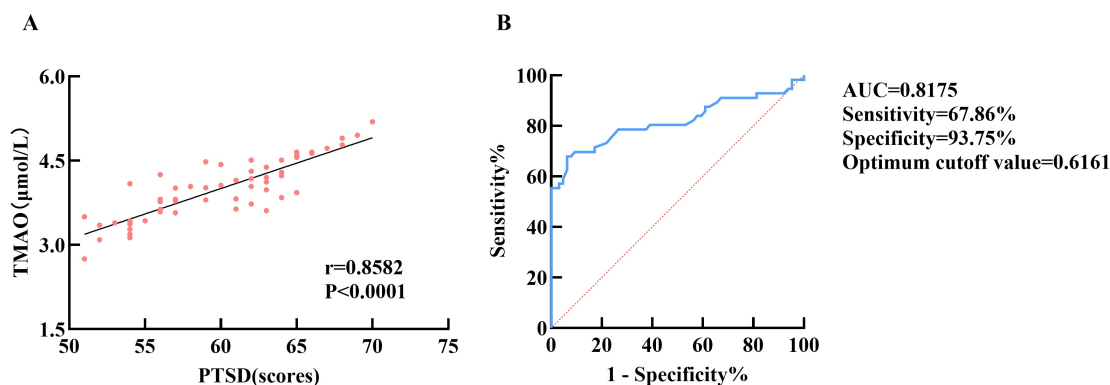 A
6.0
4.5
3.0
1.5
TMAO(μmol/L)
r=0.8582
P<0.0001
50 55 60 65 70 75
PTSD(scores)
B
100
80
60
40
20
0
Sensitivity%
0 20 40 60 80 100
1 - Specificity%
AUC=0.8175
Sensitivity=67.86%
Specificity=93.75%
Optimum cutoff value=0.6161